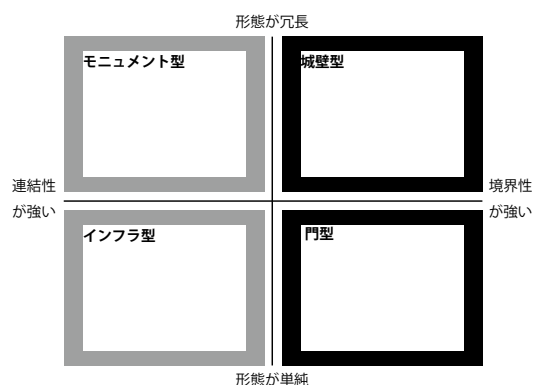 形態が冗長
モニュメント型
城壁型
連結性
が強い
境界性
が強い
インフラ型
門型
形態が単純